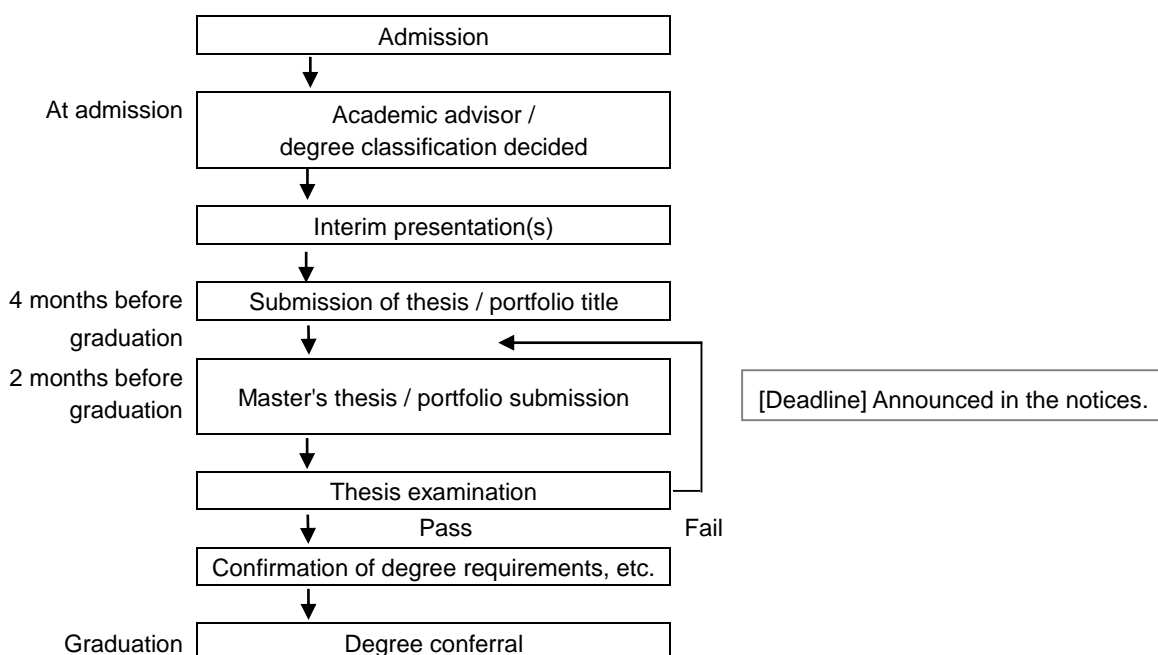 Admission
At admission
Academic advisor /
degree classification decided
Interim presentation(s)
4 months before
graduation
Submission of thesis / portfolio title
2 months before
graduation
Master's thesis / portfolio submission
[Deadline] Announced in the notices.
Thesis examination
Pass
Fail
Confirmation of degree requirements, etc.
Graduation
Degree conferral